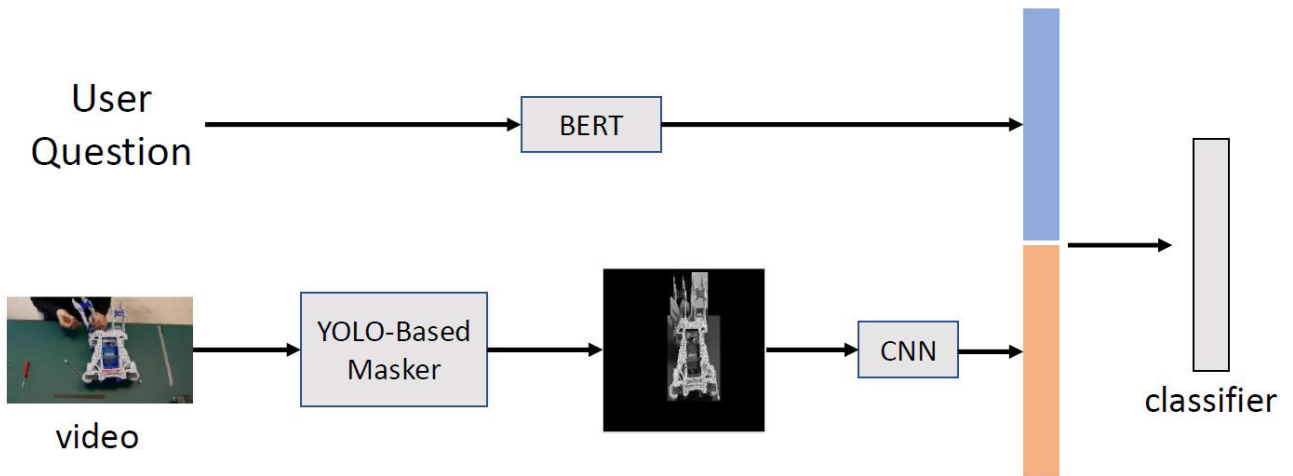 User
Question
BERT
YOLO-Based
Masker
CNN
video
classifier